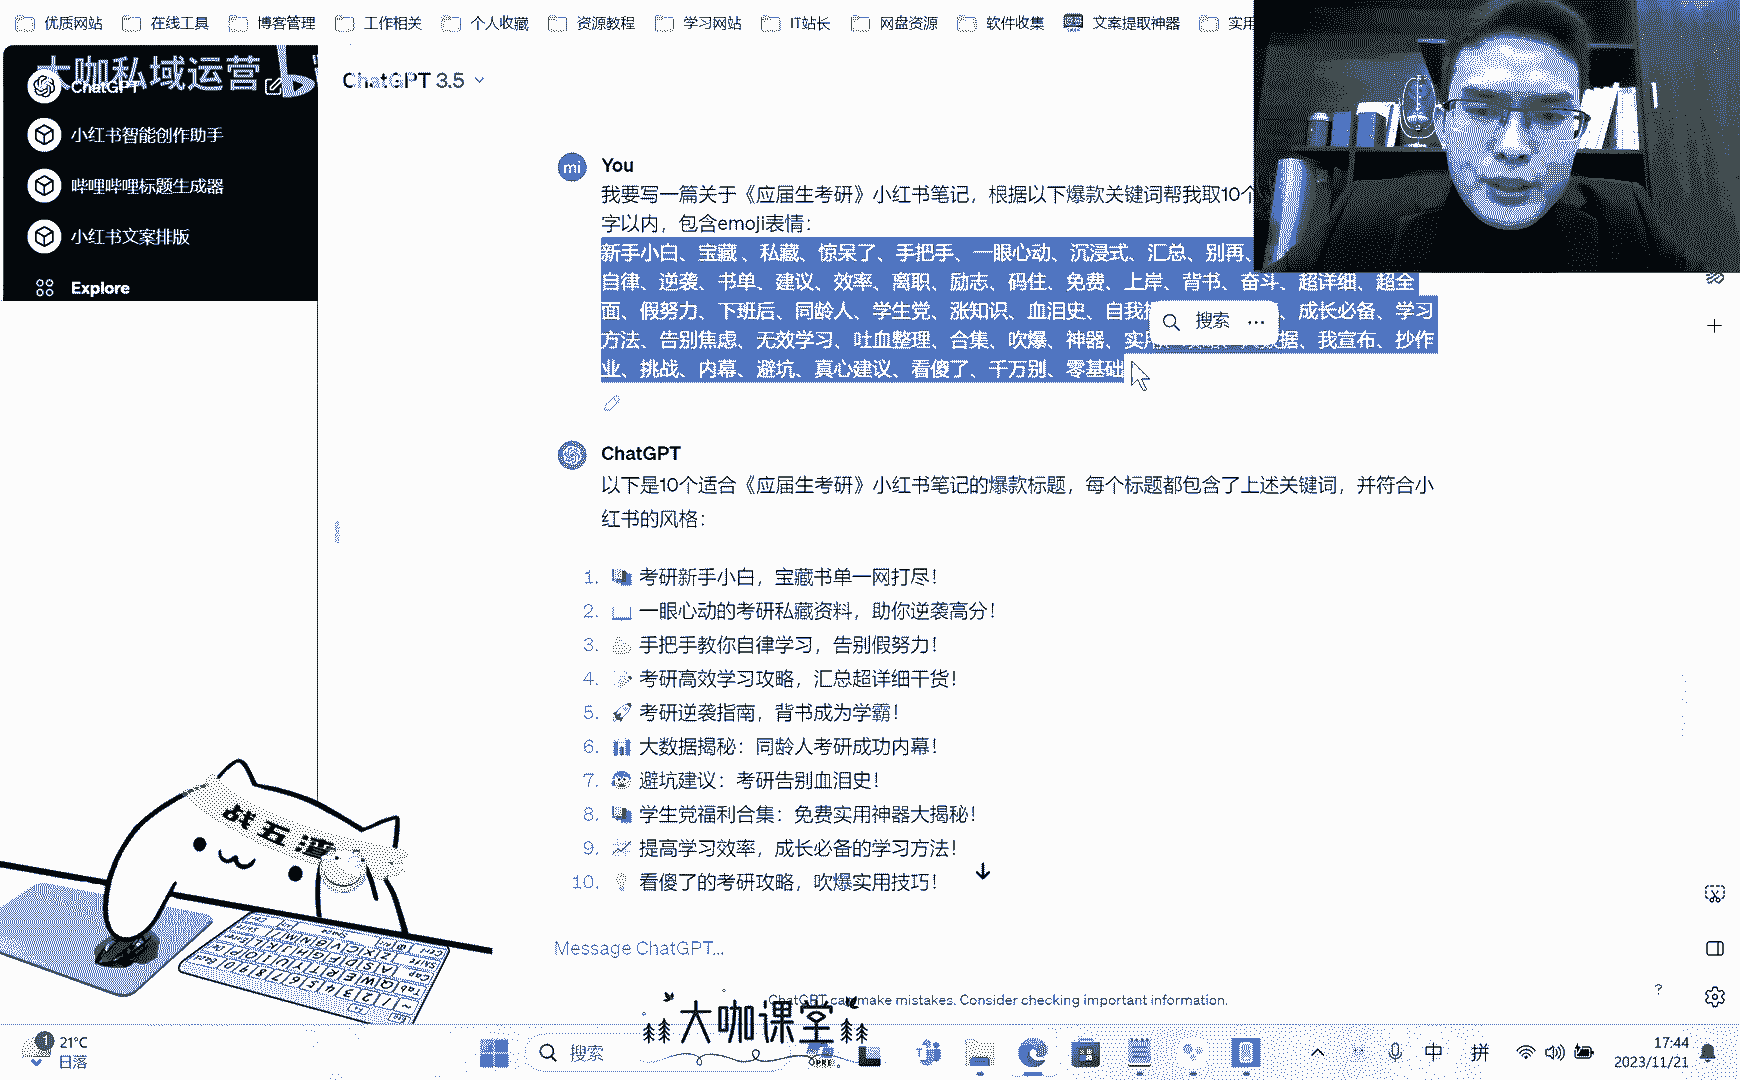 优质网站 在线工具 博客管理 工作相关 个人收藏 资源教程 学习网站 IT站长 网盘资源 软件收集 文案提取神器 实用
大咖私域运营
ChatGPT
小红书智能创作助手
哔哩哔哩标题生成器
小红书文案排版
Explore
ChatGPT 3.5
mi
You
我要写一篇关于《应届生考研》小红书笔记，根据以下爆款关键词帮我取10个
字以内，包含emoji表情：
新手小白、宝藏、私藏、惊呆了、手把手、一眼心动、沉浸式、汇总、别再、
自律、逆袭、书单、建议、效率、离职、励志、码住、免费、上岸、背书、奋斗、超详细、超全
面、假努力、下班后、同龄人、学生党、涨知识、血泪史、自我 、成长必备、学习
方法、告别焦虑、无效学习、吐血整理、合集、吹爆、神器、 据、我宣布、抄作
业、挑战、内幕、避坑、真心建议、看傻了、千万别、零基础
搜索 ···
ChatGPT
以下是10个适合《应届生考研》小红书笔记的爆款标题，每个标题都包含了上述关键词，并符合小
红书的风格：
1. 考研新手小白，宝藏书单一网打尽！
2. 一眼心动的考研私藏资料，助你逆袭高分！
3. 手把手教你自律学习，告别假努力！
4. 考研高效学习攻略，汇总超详细干货！
5. 考研逆袭指南，背书成为学霸！
6. 大数据揭秘：同龄人考研成功内幕！
7. 避坑建议：考研告别血泪史！
8. 学生党福利合集：免费实用神器大揭秘！
9. 提高学习效率，成长必备的学习方法！
10. 看傻了的考研攻略，吹爆实用技巧！
Message ChatGPT...
ChatGPT can make mistakes. Consider checking important information.
?
战五渣
大咖课堂
1
21°C
日落
搜索
中 拼
17:44
2023/11/21